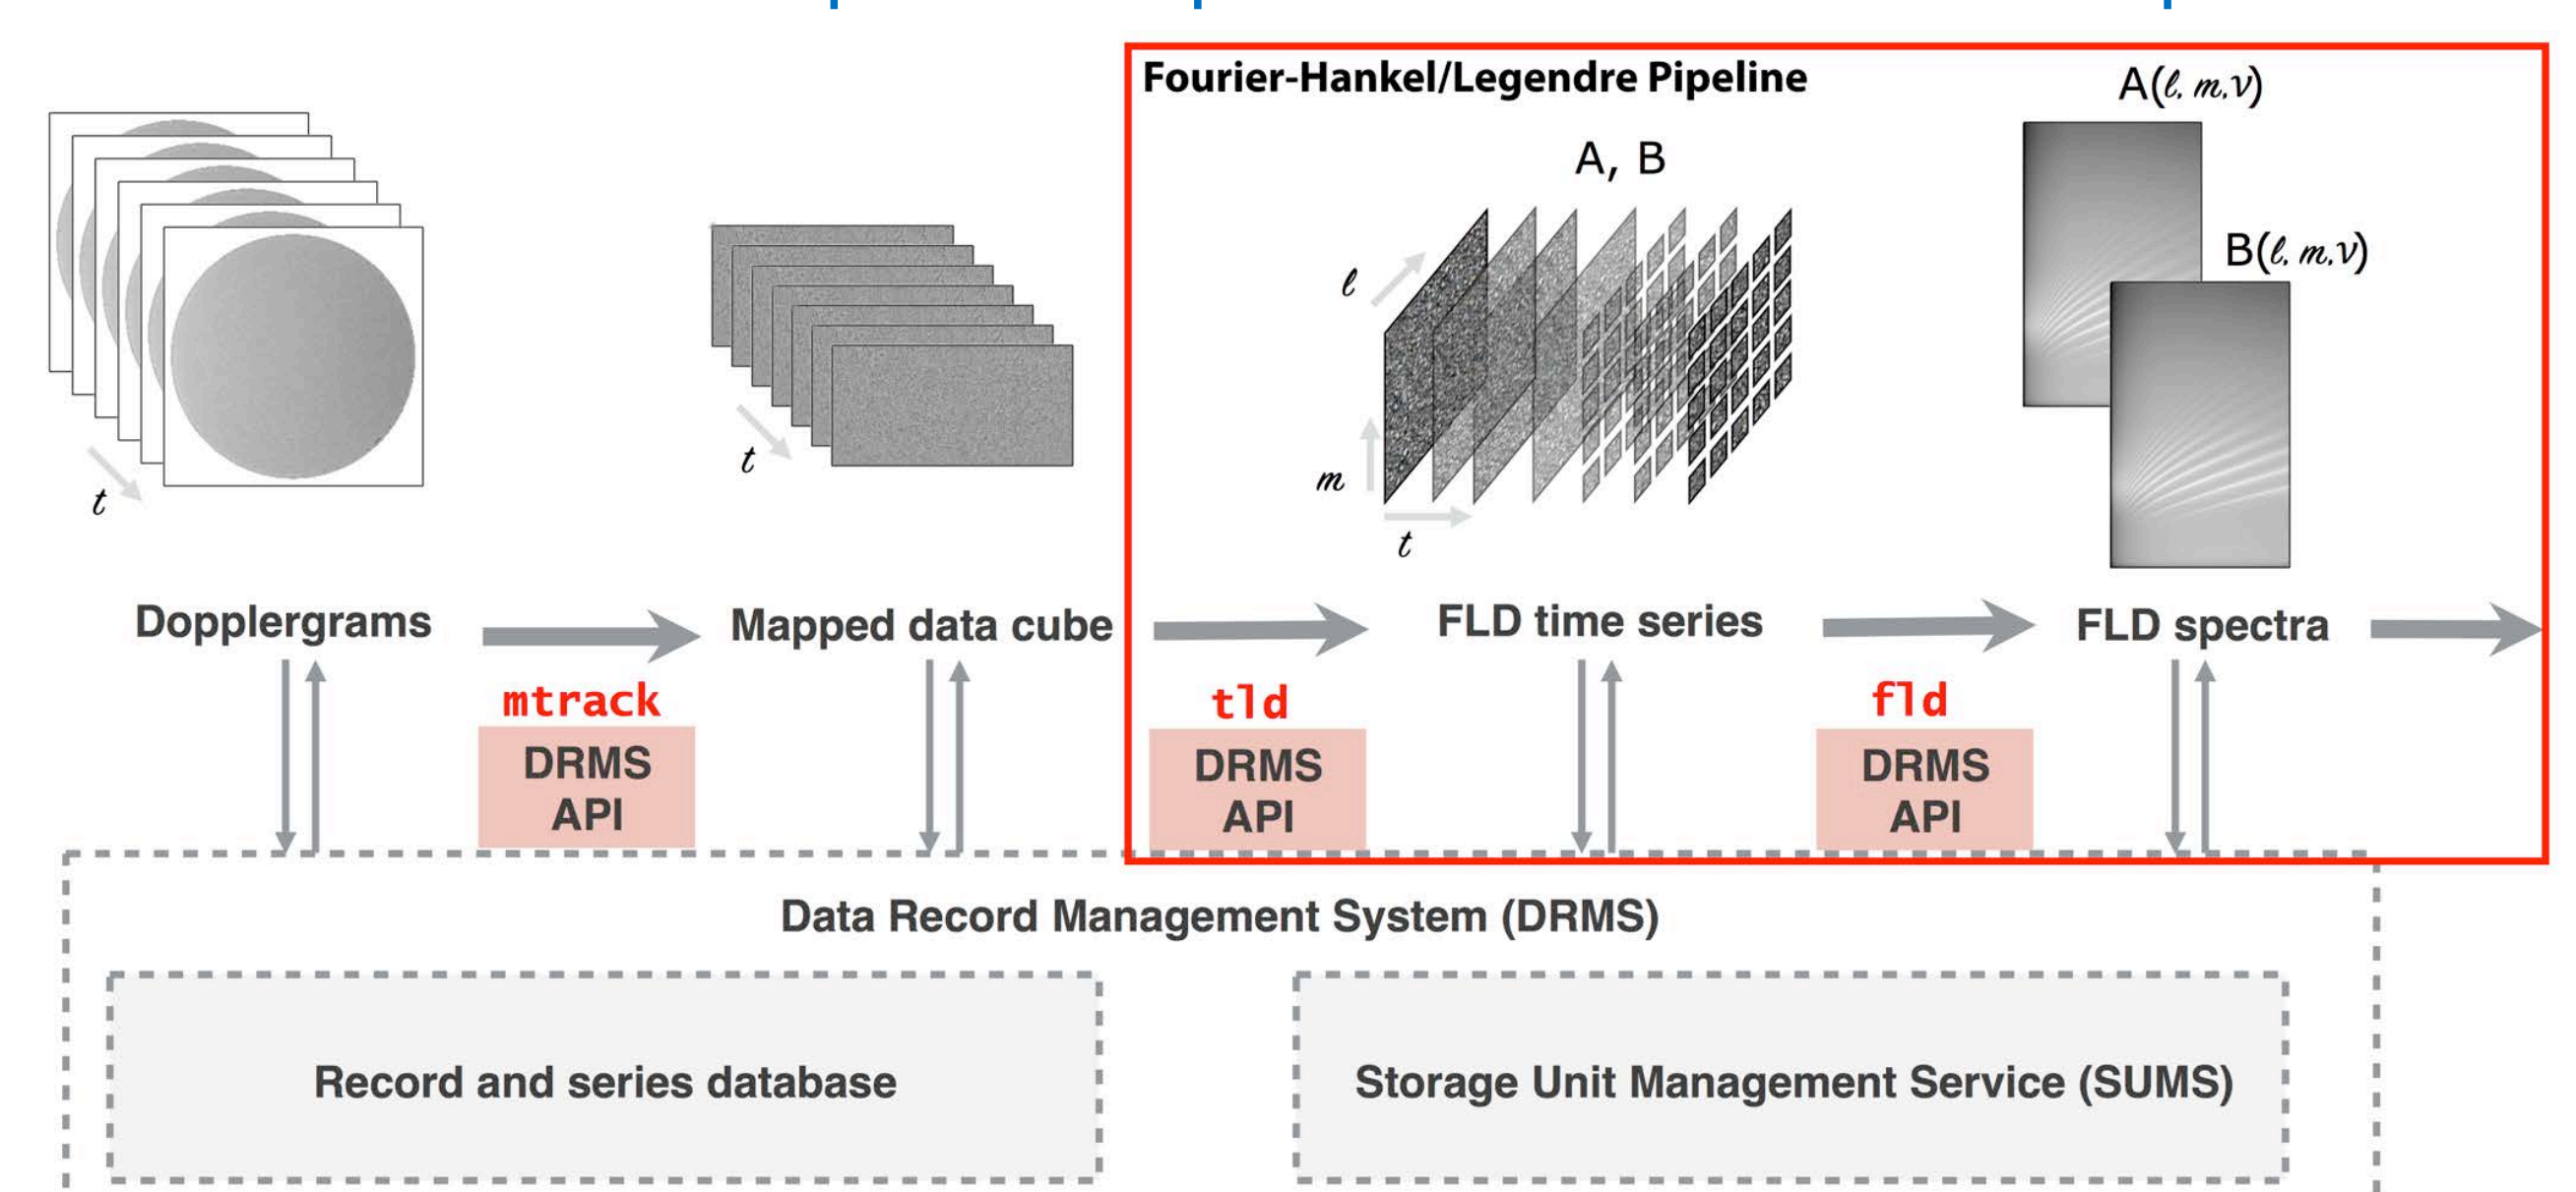 Fourier-Hankel/Legendre Pipeline
A(ℓ, m,ν)
A, B
B(ℓ, m,ν)
ℓ
t
t
m
t
Dopplergrams
Mapped data cube
FLD time series
FLD spectra
mtrack
tld
fld
DRMS
API
DRMS
API
DRMS
API
Data Record Management System (DRMS)
Record and series database
Storage Unit Management Service (SUMS)